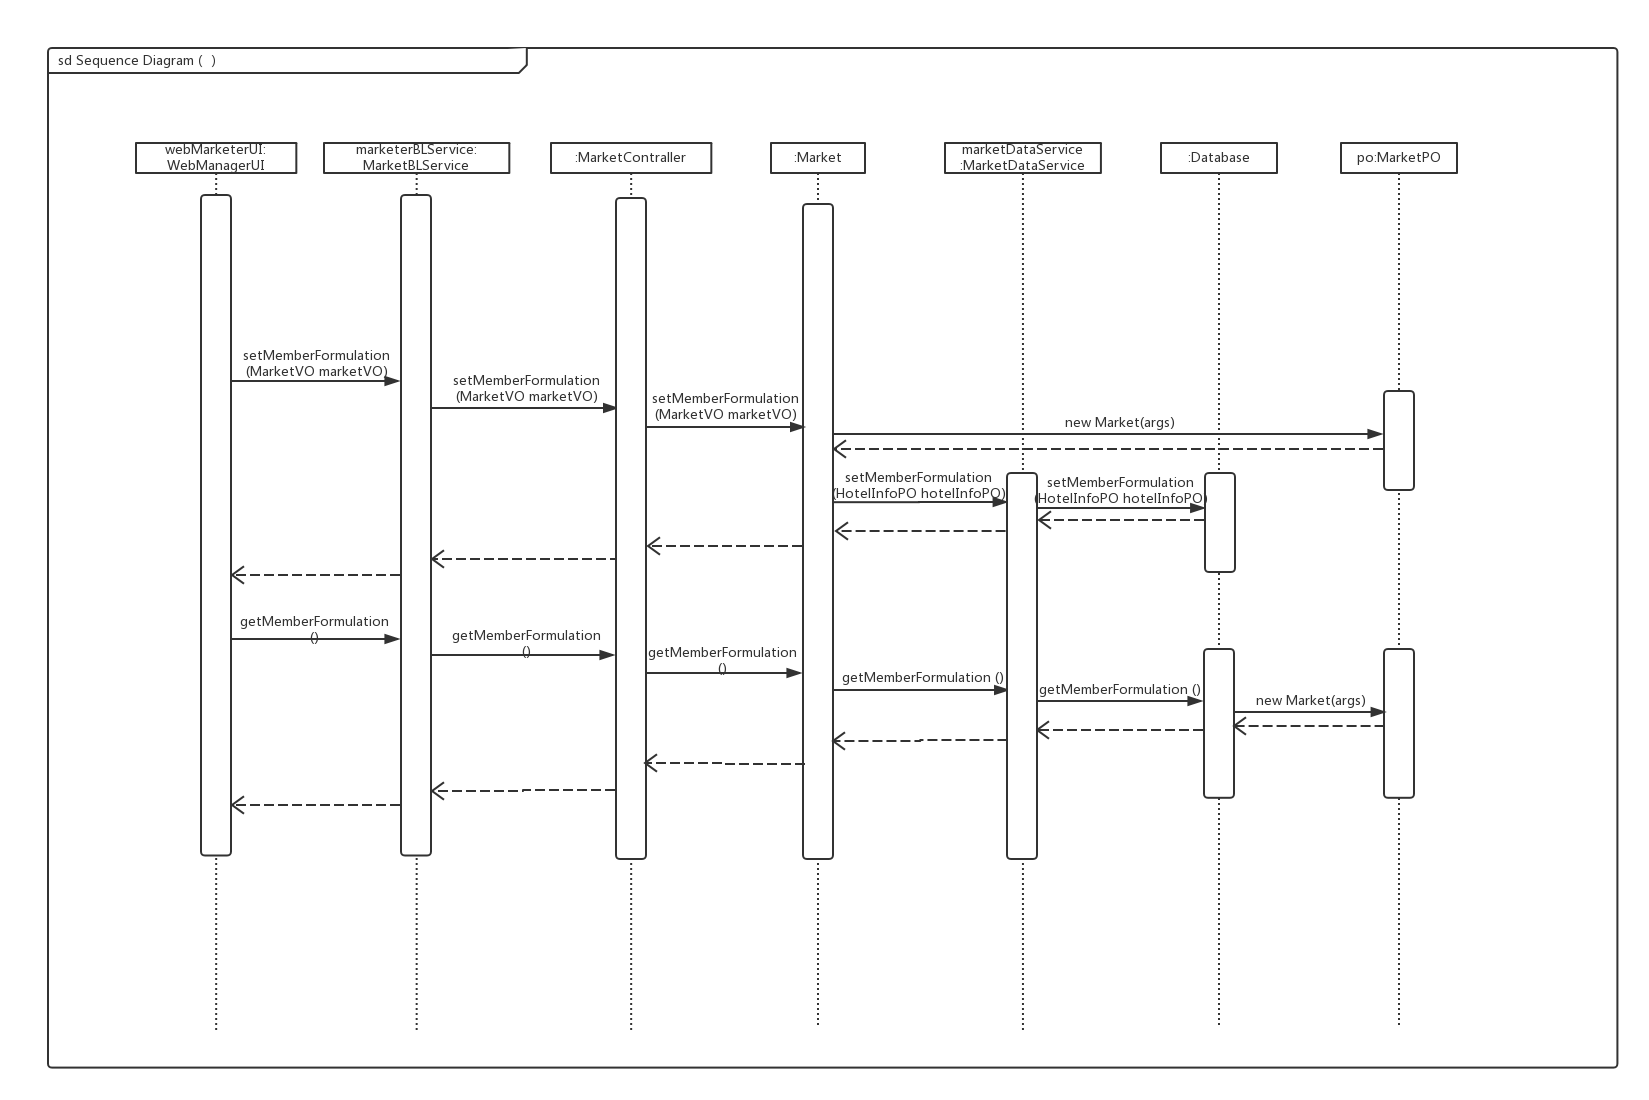 sd Sequence Diagram (  )
webMarketerUI:
WebManagerUI
marketerBLService:
MarketBLService
:MarketContraller
:Market
marketDataService
:MarketDataService
:Database
po:MarketPO
setMemberFormulation
(MarketVO marketVO)
setMemberFormulation
(MarketVO marketVO)
setMemberFormulation
(MarketVO marketVO)
new Market(args)
setMemberFormulation
(HotelInfoPO hotelInfoPO)
setMemberFormulation
(HotelInfoPO hotelInfoPO)
getMemberFormulation
()
getMemberFormulation
()
getMemberFormulation
()
getMemberFormulation ()
getMemberFormulation ()
new Market(args)